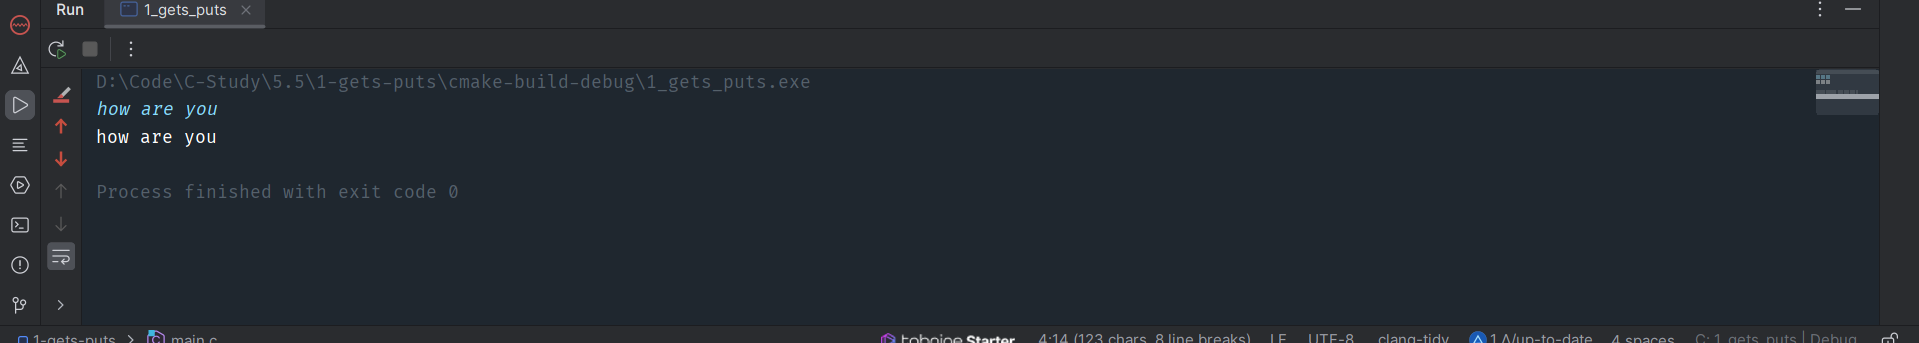 Run
1_gets_puts
D:\Code\C-Study\5.5\1-gets-puts\cmake-build-debug\1_gets_puts.exe
how are you
how are you
Process finished with exit code 0
1-gets-puts
main.c
Starter
4:14 (123 chars, 8 line breaks)
LF
UTF-8
.clang-tidy
1 Δ/up-to-date
4 spaces
C: 1_gets_puts | Debug